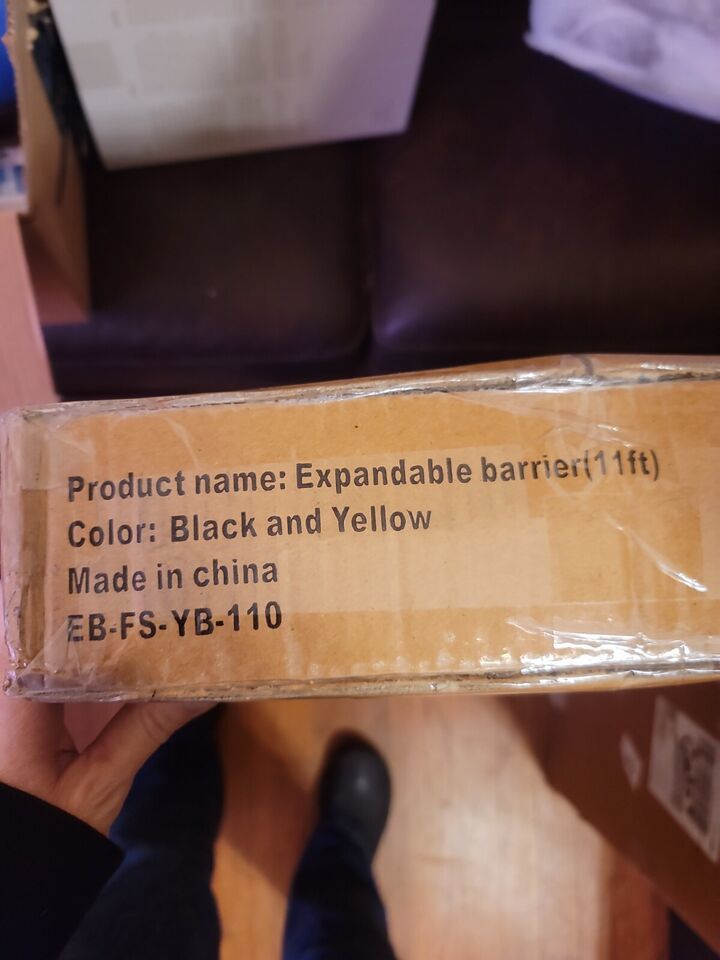 Product name: Expandable barrier(11ft)
Color: Black and Yellow
Made in china
EB-FS-YB-110